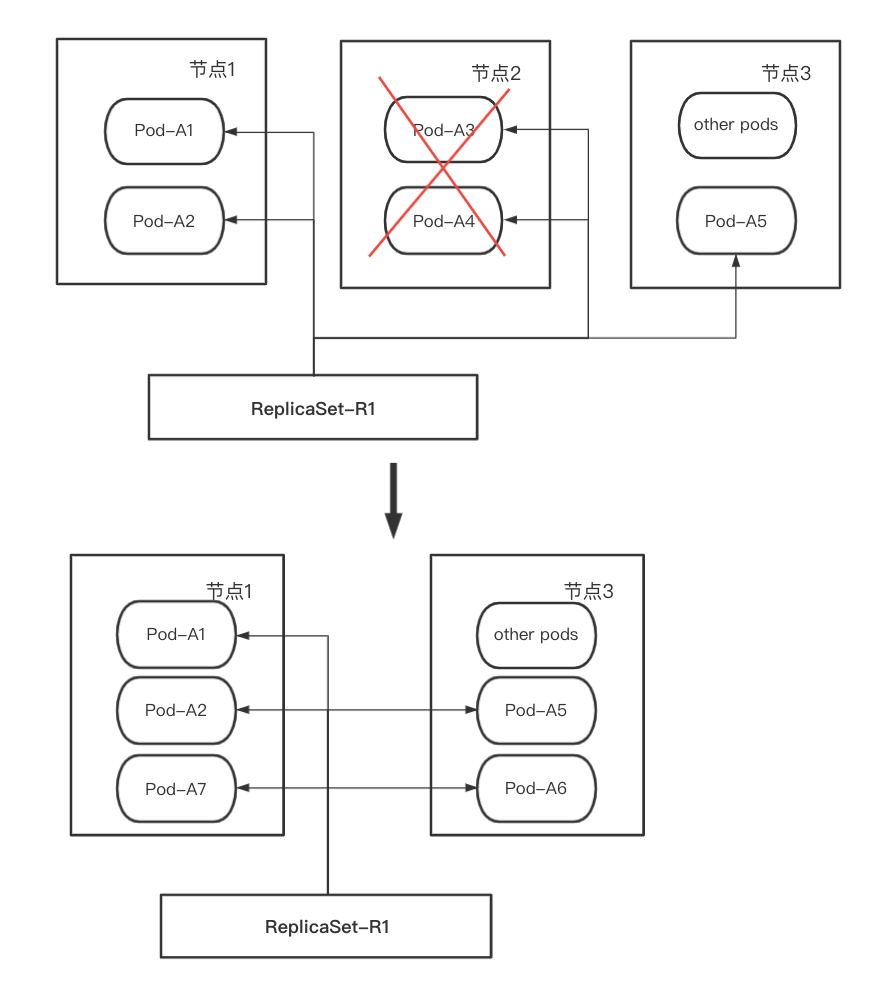 节点1
Pod-A1
Pod-A2
节点2
Pod-A3
Pod-A4
节点3
other pods
Pod-A5
ReplicaSet-R1
节点1
Pod-A1
Pod-A2
Pod-A7
节点3
other pods
Pod-A5
Pod-A6
ReplicaSet-R1